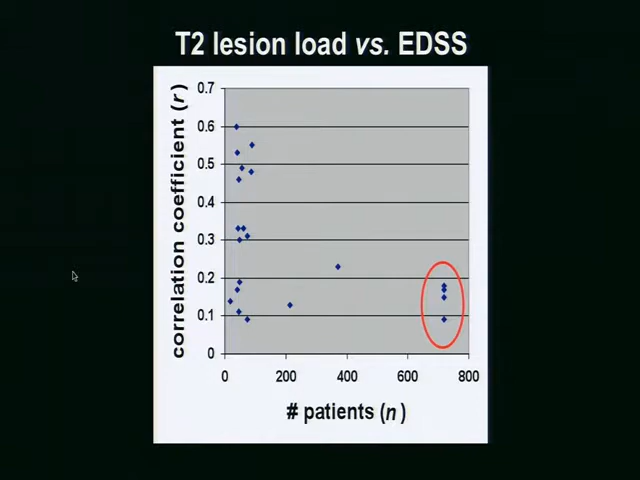 T2 lesion load vs. EDSS
correlation coefficient (r)
0.7
0.6
0.5
0.4
0.3
0.2
0.1
0
0 200 400 600 800
# patients (n )